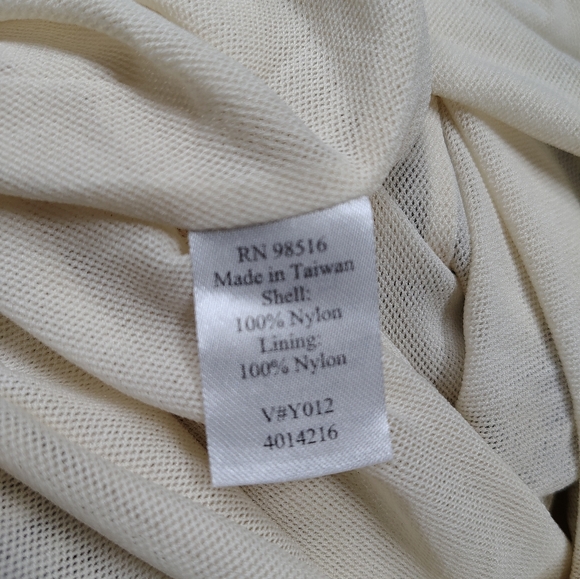 RN 98516
Made in Taiwan
Shell:
100% Nylon
Lining:
100% Nylon
V#Y012
4014216